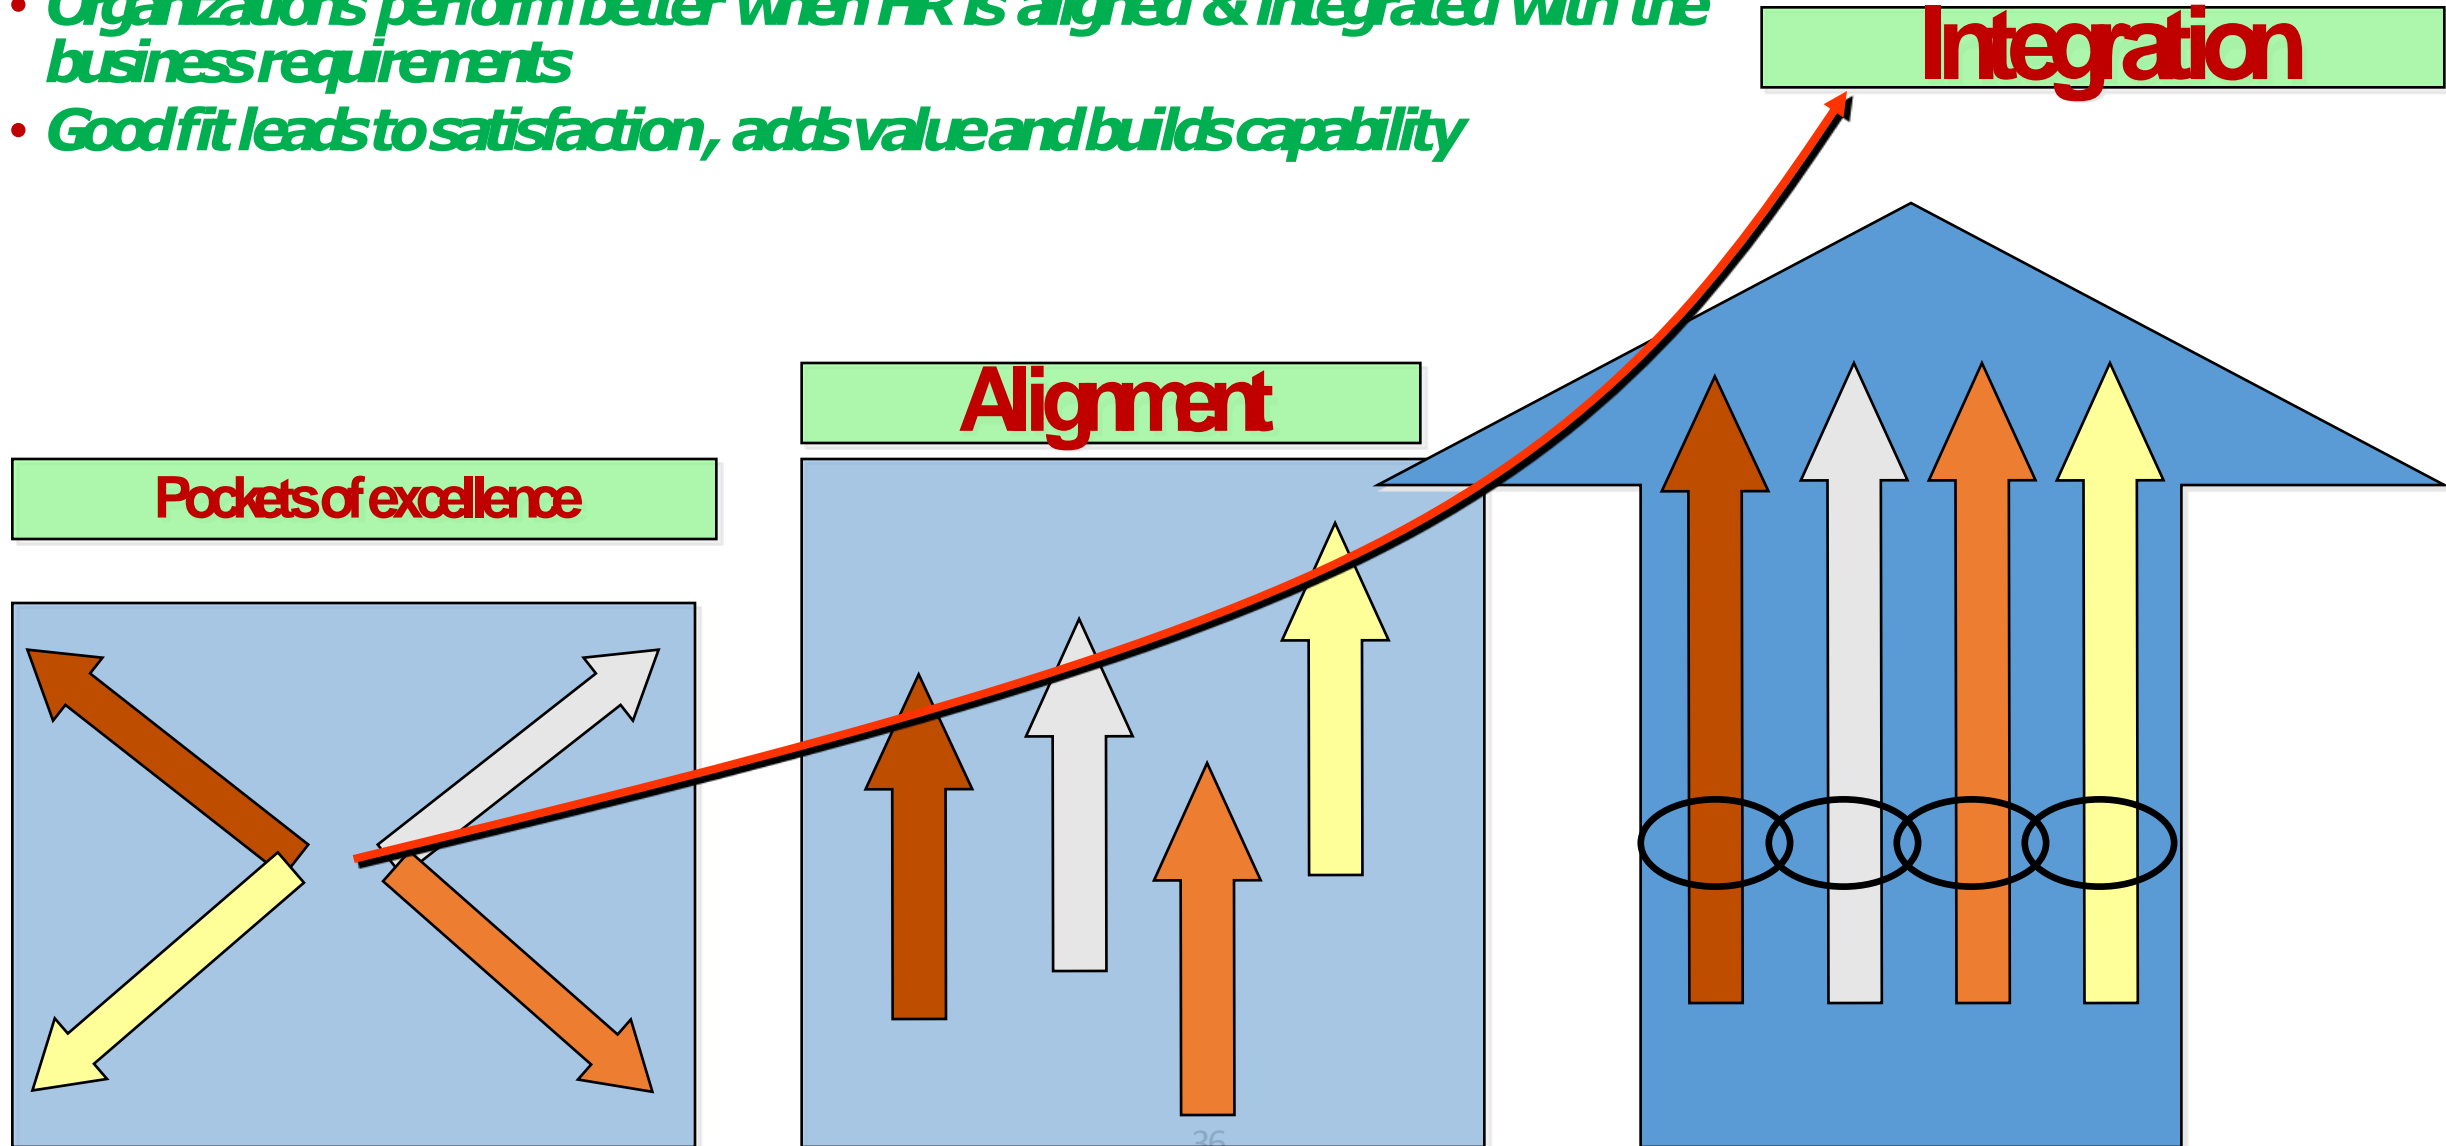 • Organizations perform better when HR is aligned & integrated with the
business requirements
• Good fit leads to satisfaction, adds value and builds capability
Integration
Alignment
Pockets of excellence
36